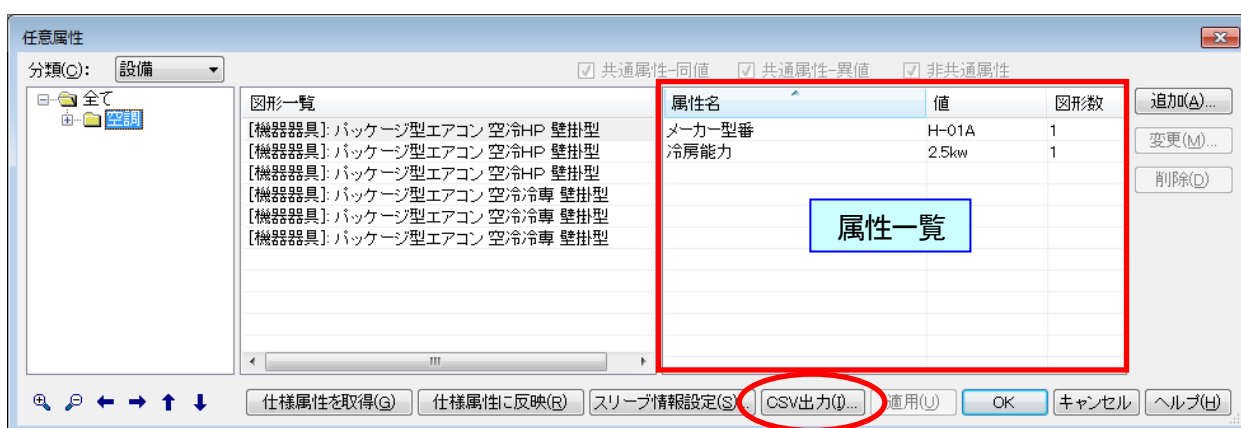 任意属性
分類(C): 設備 共通属性-同値 共通属性-異値 非共通属性
全て
空調
図形一覧
[機器器具]: パッケージ型エアコン 空冷HP 壁掛型
[機器器具]: パッケージ型エアコン 空冷HP 壁掛型
[機器器具]: パッケージ型エアコン 空冷HP 壁掛型
[機器器具]: パッケージ型エアコン 空冷冷専 壁掛型
[機器器具]: パッケージ型エアコン 空冷冷専 壁掛型
[機器器具]: パッケージ型エアコン 空冷冷専 壁掛型
属性名 値 図形数
メーカー型番 H-01A 1
冷房能力 2.5kw 1
属性一覧
追加(A)...
変更(M)...
削除(D)
仕様属性を取得(G) 仕様属性に反映(R) スリーブ情報設定(S)... CSV出力(I)... 適用(U) OK キャンセル ヘルプ(H)